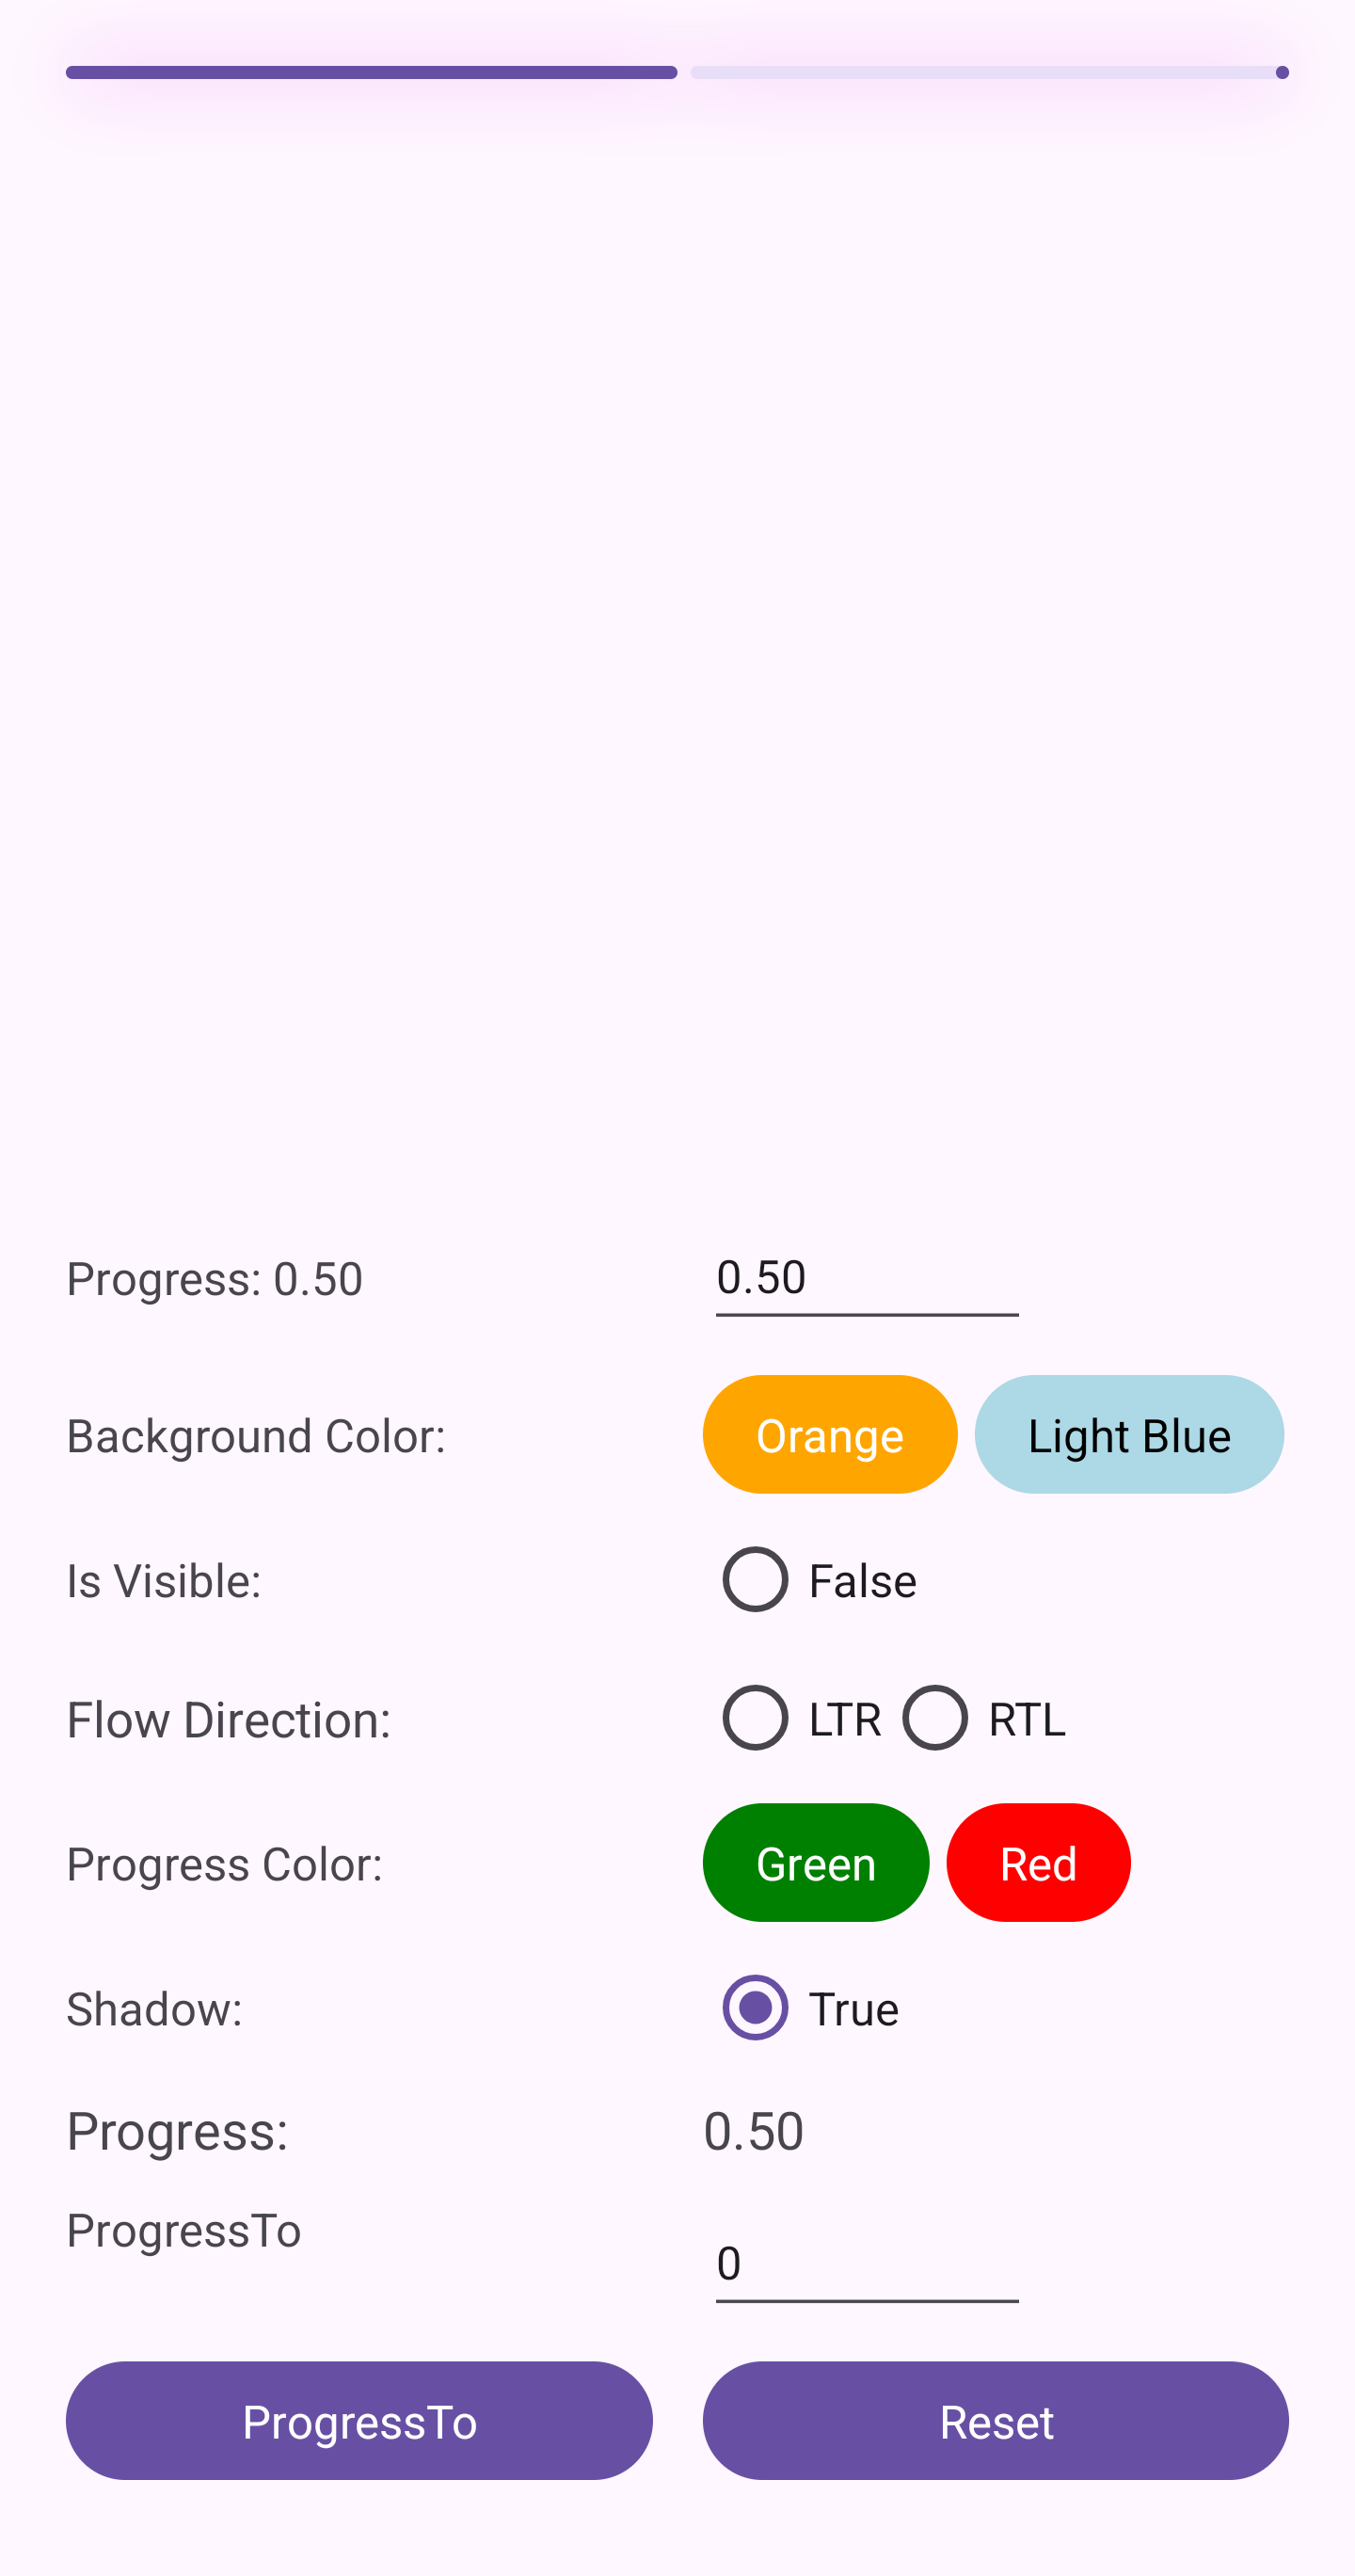 Progress: 0.50
0.50
Background Color:
Orange
Light Blue
Is Visible:
False
Flow Direction:
LTR
RTL
Progress Color:
Green
Red
Shadow:
True
Progress:
0.50
ProgressTo
0
ProgressTo
Reset